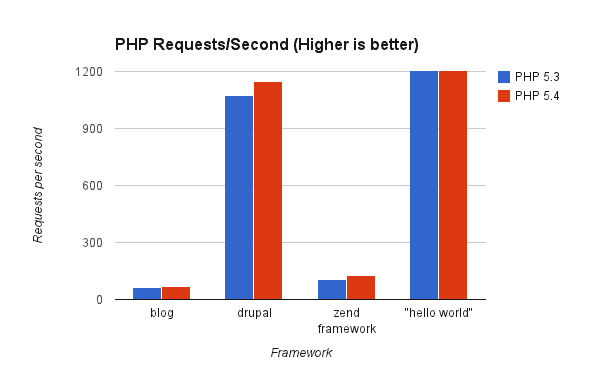 PHP Requests/Second (Higher is better)
1200
900
600
300
0
Requests per second
PHP 5.3
PHP 5.4
blog
drupal
zend
framework
"hello world"
Framework